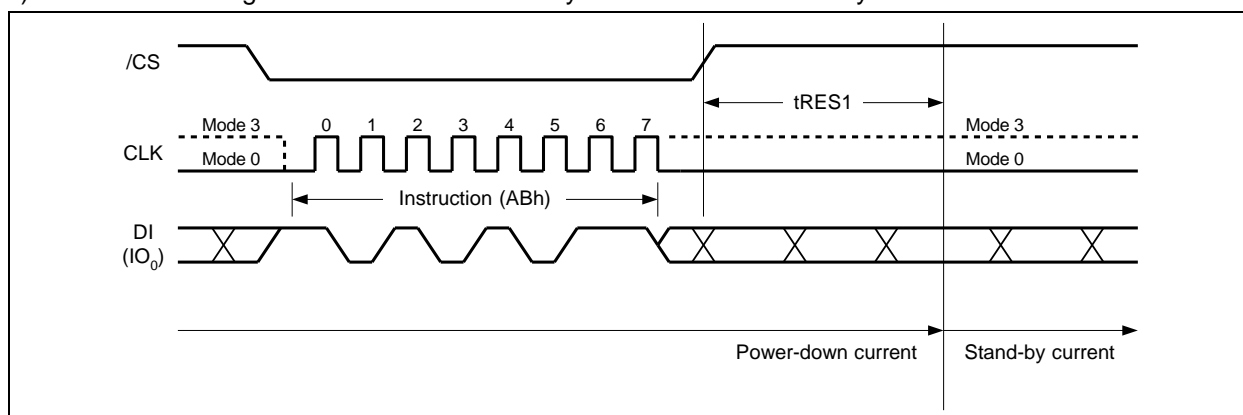 /CS
tRES1
Mode 3 0 1 2 3 4 5 6 7 Mode 3
CLK
Mode 0 Mode 0
Instruction (ABh)
DI
(IO0)
Power-down current Stand-by current